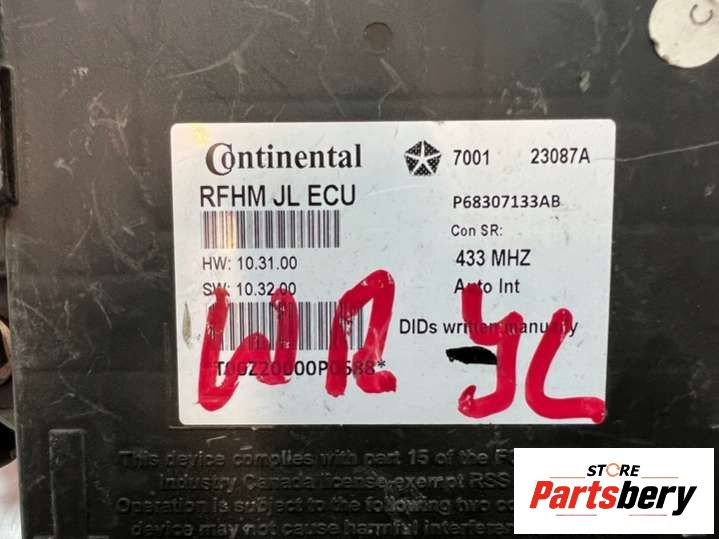 C
Continental 7001 23087A
RFHM JL ECU P68307133AB
Con SR:
HW: 10.31.00 433 MHZ
SW: 10.32.00 Auto Int
DIDs written manually
WR JL
*T00Z20000P0588*
This device complies with part 15 of the
Industry Canada exempt RSS
Operation is subject to the following two
device may not cause harmful interferen
STORE
Partsbery